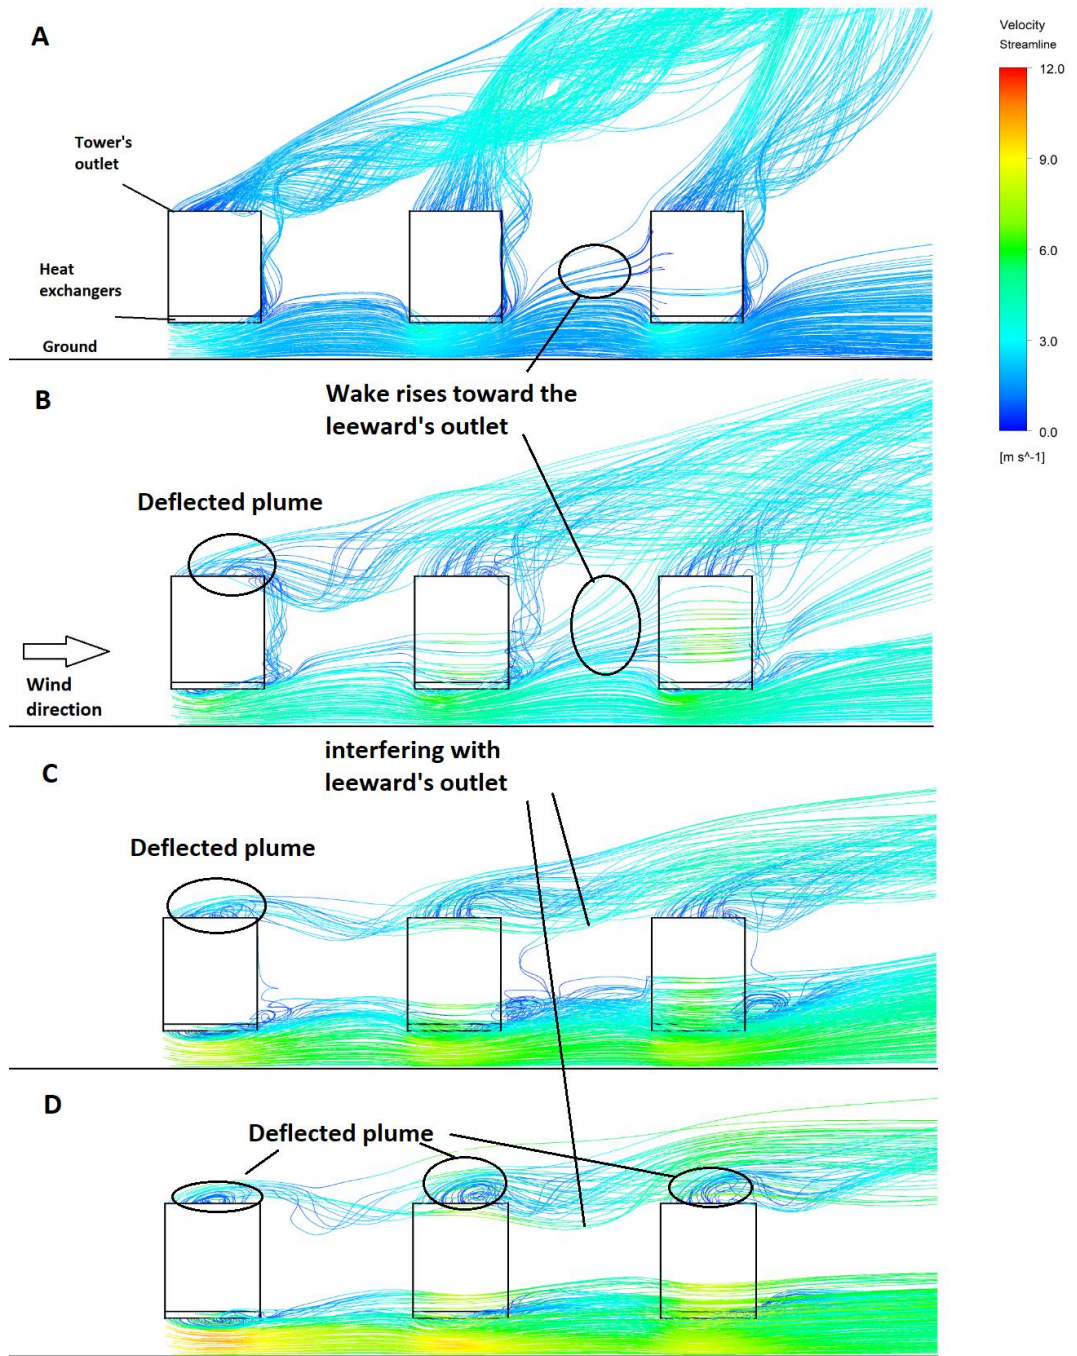 A
Velocity
Streamline
12.0
9.0
6.0
3.0
0.0
[m s^-1]
Tower's
outlet
Heat
exchangers
Ground
Wake rises toward the
leeward's outlet
B
Deflected plume
Wind
direction
interfering with
leeward's outlet
C
Deflected plume
D
Deflected plume